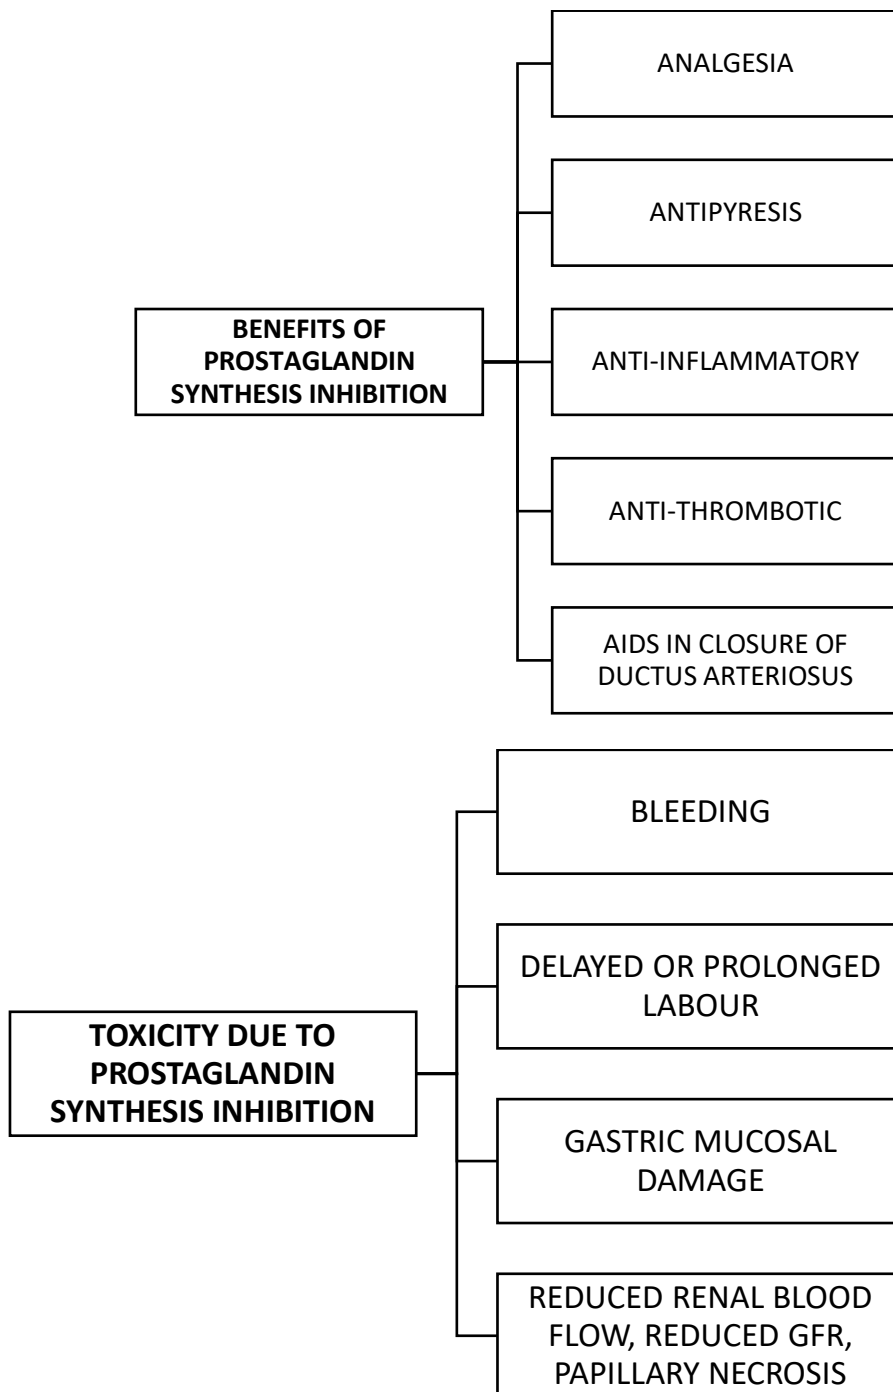 ANALGESIA
ANTIPYRESIS
BENEFITS OF
PROSTAGLANDIN
SYNTHESIS INHIBITION
ANTI-INFLAMMATORY
ANTI-THROMBOTIC
AIDS IN CLOSURE OF
DUCTUS ARTERIOSUS
BLEEDING
DELAYED OR PROLONGED
LABOUR
TOXICITY DUE TO
PROSTAGLANDIN
SYNTHESIS INHIBITION
GASTRIC MUCOSAL
DAMAGE
REDUCED RENAL BLOOD
FLOW, REDUCED GFR,
PAPILLARY NECROSIS